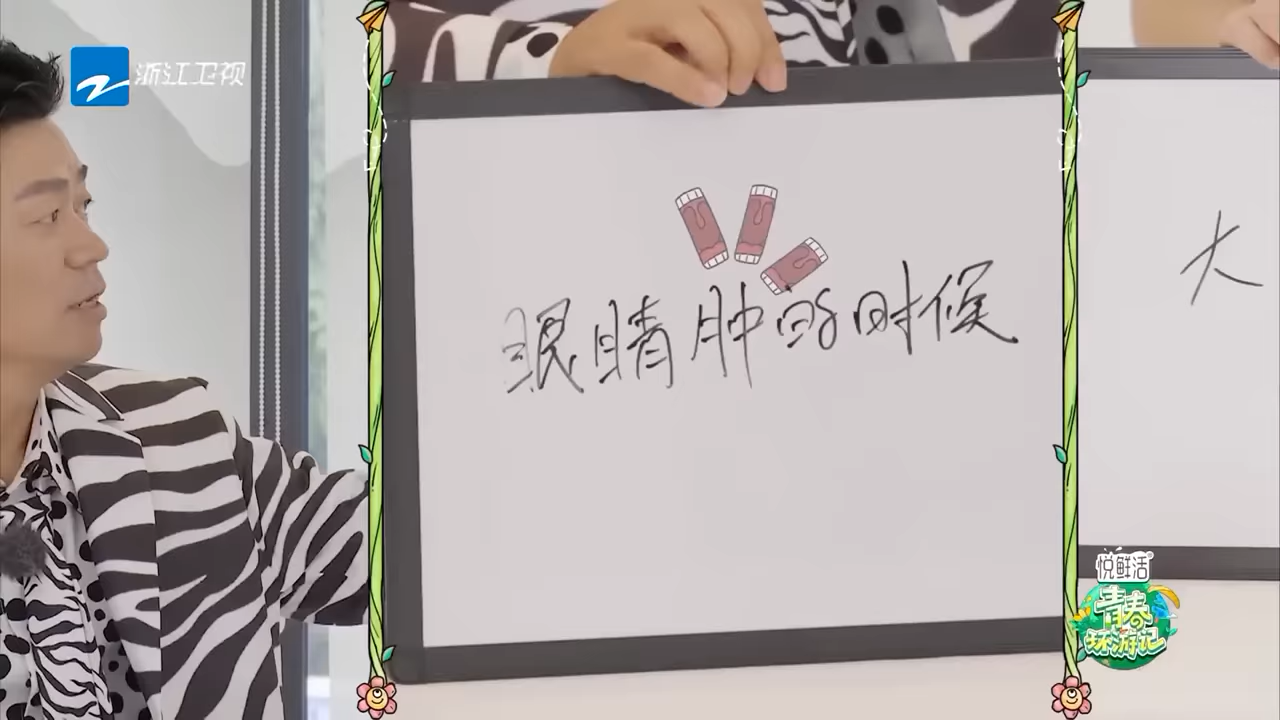 浙江卫视
眼睛肿的时候
大
悦鲜活
青春
环游记